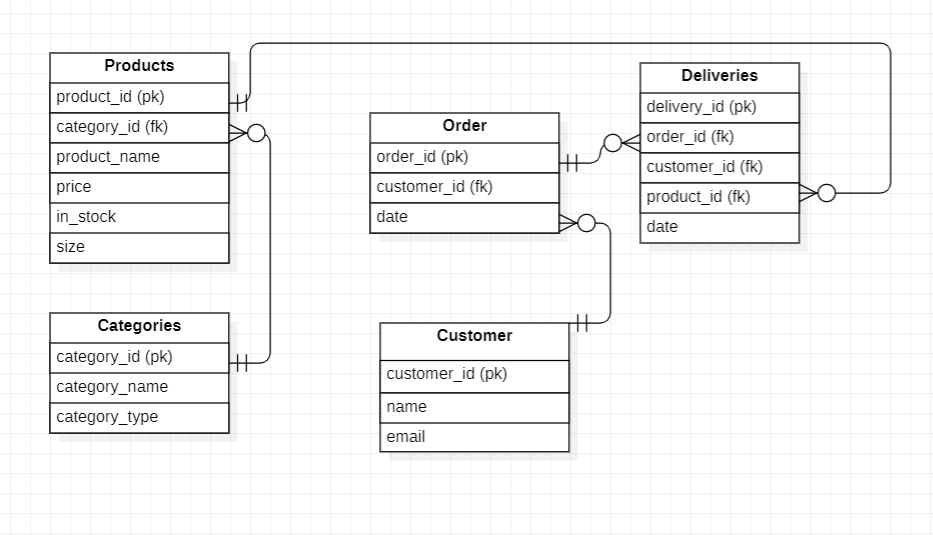 Products
product_id (pk)
category_id (fk)
product_name
price
in_stock
size
Categories
category_id (pk)
category_name
category_type
Order
order_id (pk)
customer_id (fk)
date
Customer
customer_id (pk)
name
email
Deliveries
delivery_id (pk)
order_id (fk)
customer_id (fk)
product_id (fk)
date